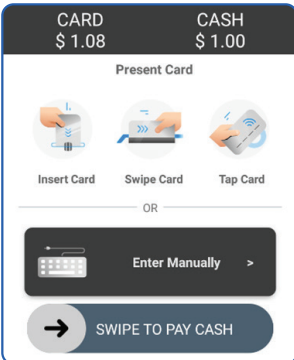 CARD CASH
$ 1.08 $ 1.00
Present Card
Insert Card Swipe Card Tap Card
OR
Enter Manually >
SWIPE TO PAY CASH